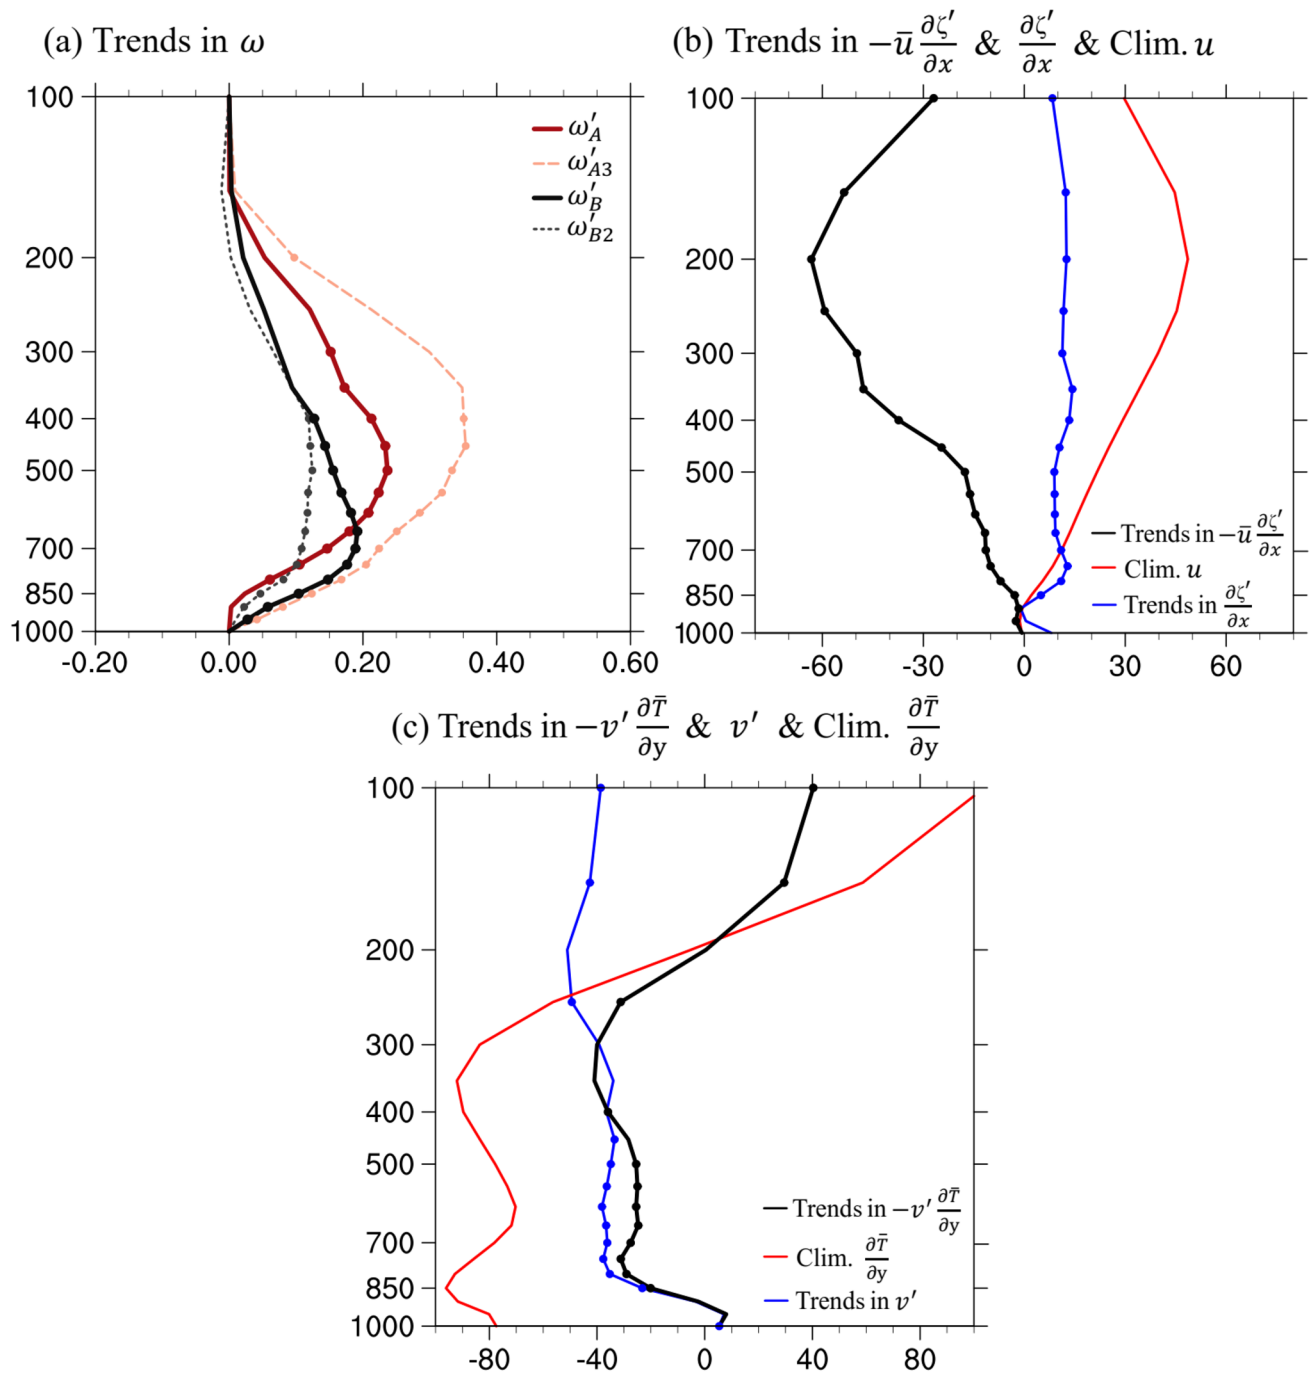 (a) Trends in ω
100
200
300
400
500
700
850
1000
-0.20 0.00 0.20 0.40 0.60
ω′A
ω′A3
ω′B
ω′B2
(b) Trends in −ū ∂ζ′/∂x & ∂ζ′/∂x & Clim. u
100
200
300
400
500
700
850
1000
-60 -30 0 30 60
Trends in −ū ∂ζ′/∂x
Clim. u
Trends in ∂ζ′/∂x
(c) Trends in −v′ ∂T̄/∂y & v′ & Clim. ∂T̄/∂y
100
200
300
400
500
700
850
1000
-80 -40 0 40 80
Trends in −v′ ∂T̄/∂y
Clim. ∂T̄/∂y
Trends in v′